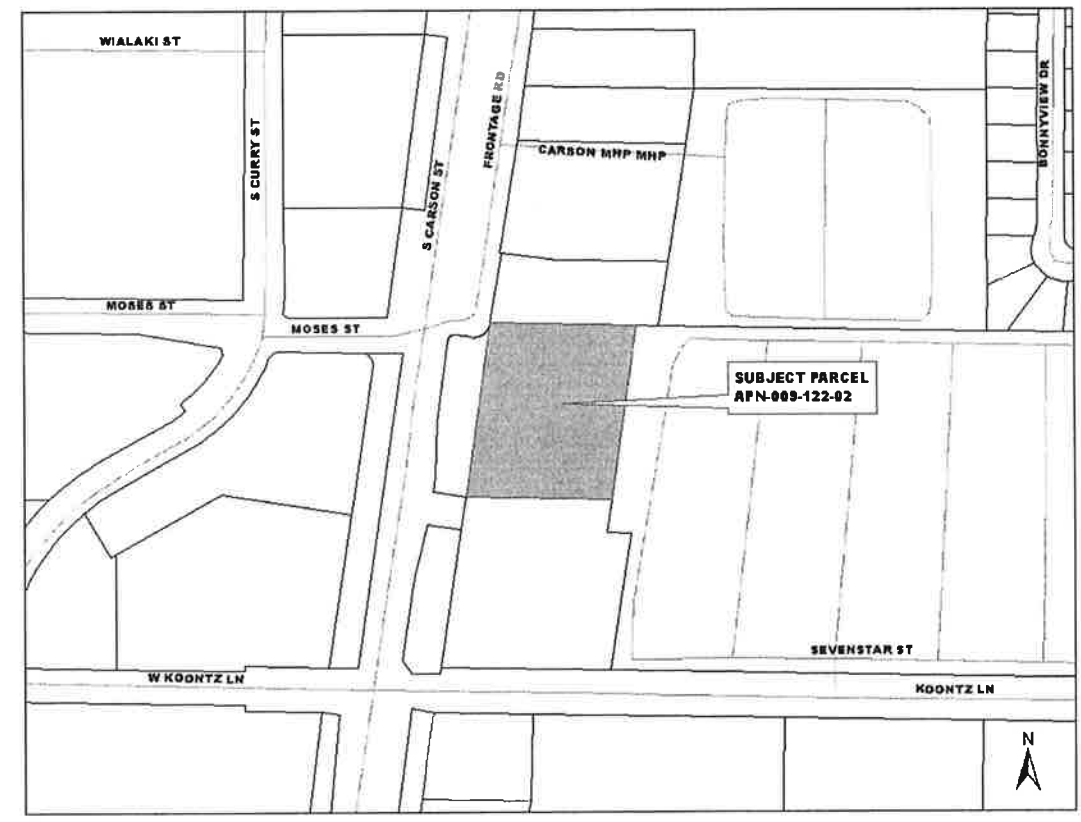 WIALAKI ST
S CURRY ST
S CARSON ST
FRONTAGE RD
CARSON MHP MHP
BONNYVIEW DR
MOSES ST
MOSES ST
SUBJECT PARCEL
APN-009-122-02
SEVENSTAR ST
W KOONTZ LN
KOONTZ LN
N